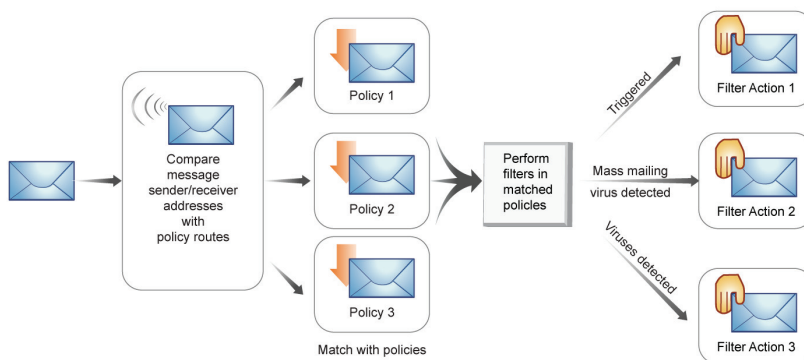 Compare
message
sender/receiver
addresses
with
policy routes
Policy 1
Policy 2
Policy 3
Match with policies
Perform
filters in
matched
policles
Triggered
Mass mailing
virus detected
Viruses detected
Filter Action 1
Filter Action 2
Filter Action 3